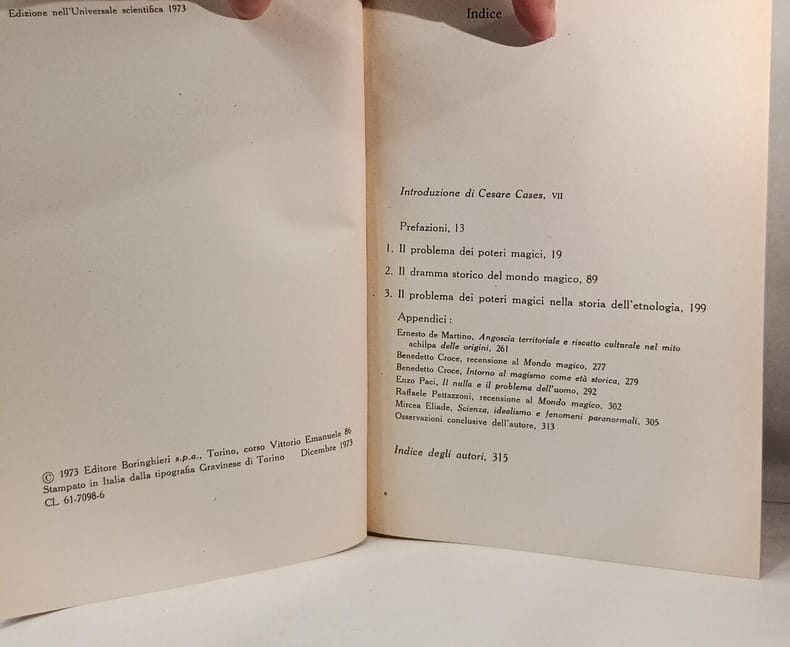 Edizione nell'Universale scientifica 1973
© 1973 Editore Boringhieri s.p.a., Torino, corso Vittorio Emanuele 86
Stampato in Italia dalla tipografia Gravinese di Torino Dicembre 1973
CL 61-7098-6
Indice
Introduzione di Cesare Cases, VII
Prefazioni, 13
1. Il problema dei poteri magici, 19
2. Il dramma storico del mondo magico, 89
3. Il problema dei poteri magici nella storia dell'etnologia, 199
Appendici:
Ernesto de Martino, Angoscia territoriale e riscatto culturale nel mito
achilpa delle origini, 261
Benedetto Croce, recensione al Mondo magico, 277
Benedetto Croce, Intorno al magismo come età storica, 279
Enzo Paci, Il nulla e il problema dell'uomo, 292
Raffaele Pettazzoni, recensione al Mondo magico, 302
Mircea Eliade, Scienza, idealismo e fenomeni paranormali, 305
Osservazioni conclusive dell'autore, 313
Indice degli autori, 315